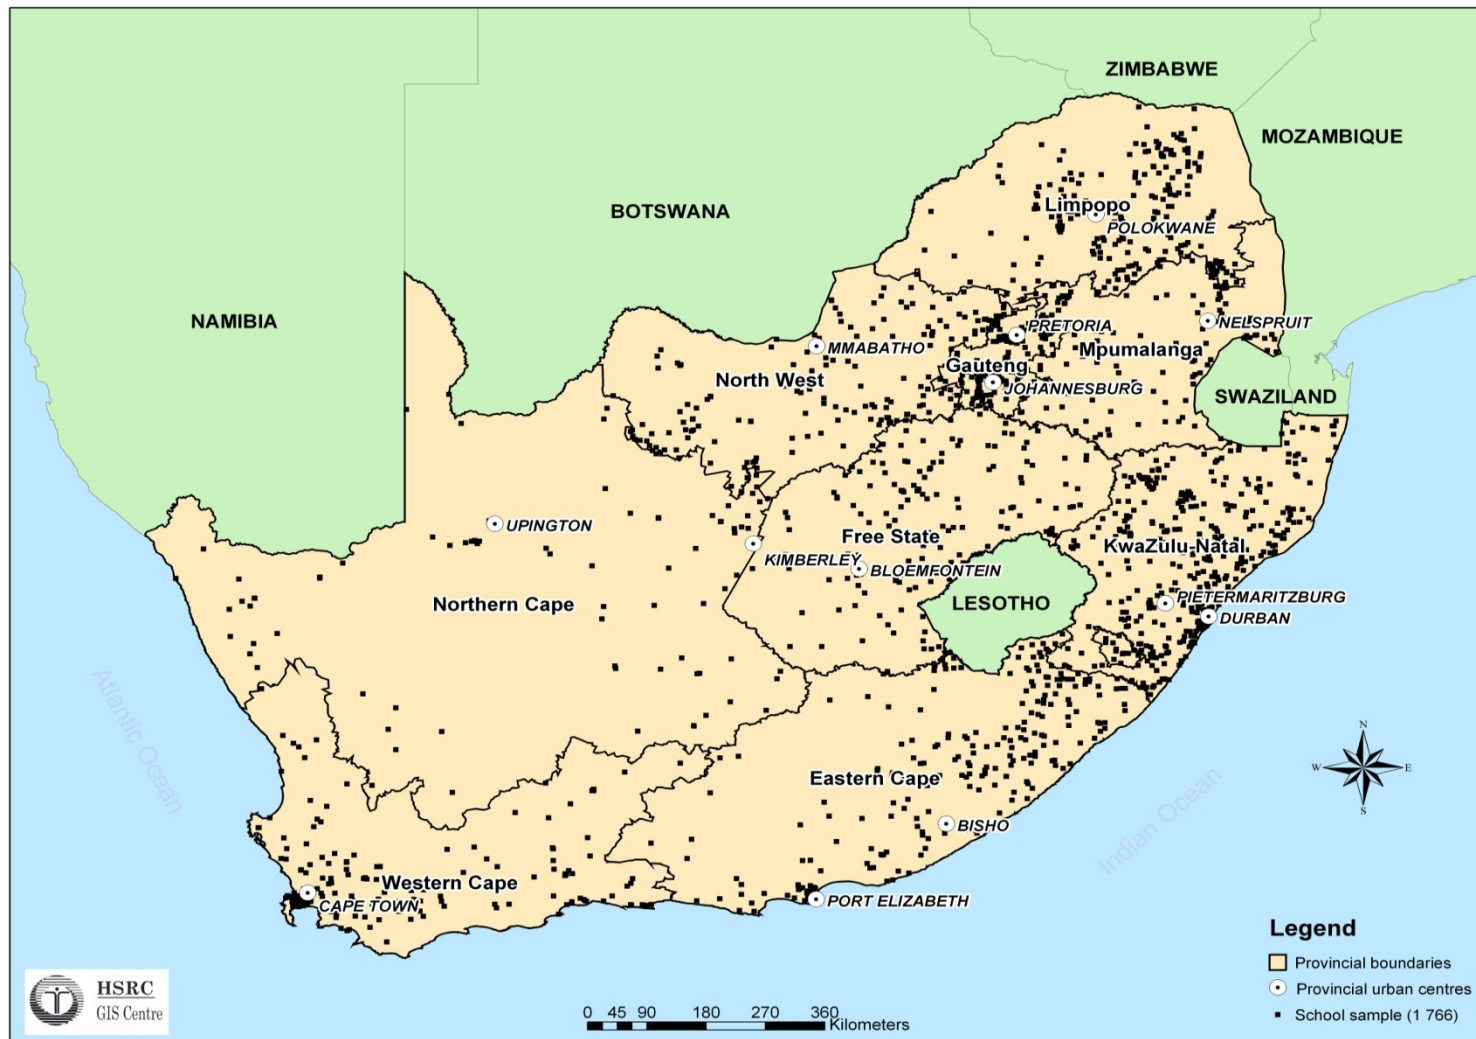 ZIMBABWE
MOZAMBIQUE
BOTSWANA
Limpopo
POLOKWANE
NAMIBIA
PRETORIA
NELSPRUIT
MMABATHO
Mpumalanga
North West
Gauteng
JOHANNESBURG
SWAZILAND
UPINGTON
Free State
KIMBERLEY
BLOEMFONTEIN
KwaZulu-Natal
Northern Cape
LESOTHO
PIETERMARITZBURG
DURBAN
Atlantic Ocean
N
W
E
S
Eastern Cape
BISHO
Indian Ocean
Western Cape
CAPE TOWN
PORT ELIZABETH
Legend
Provincial boundaries
Provincial urban centres
School sample (1 766)
HSRC
GIS Centre
0 45 90 180 270 360
Kilometers